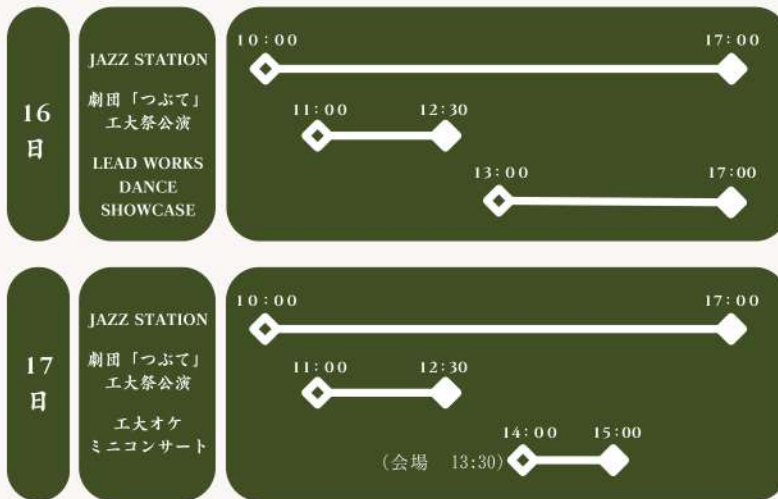 16
日
JAZZ STATION
劇団「つぶて」
工大祭公演
LEAD WORKS
DANCE
SHOWCASE
10:00
17:00
11:00
12:30
13:00
17:00
17
日
JAZZ STATION
劇団「つぶて」
工大祭公演
工大オケ
ミニコンサート
10:00
17:00
11:00
12:30
14:00
15:00
(会場 13:30)